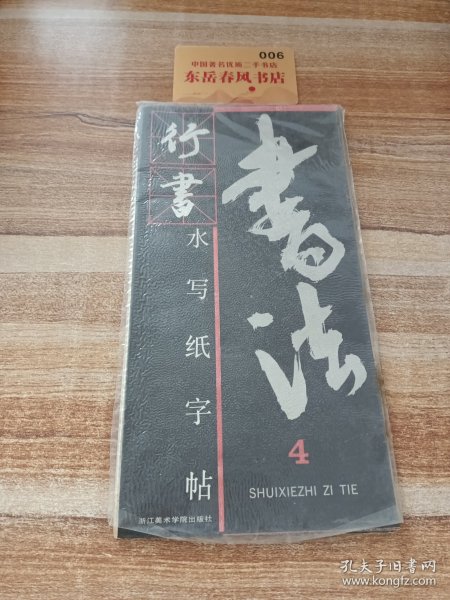 006
中国著名优质二手书店
东岳春风书店
行書
水写纸字帖
書法
4
SHUIXIEZHI ZI TIE
浙江美术学院出版社
孔夫子旧书网
www.kongfz.com